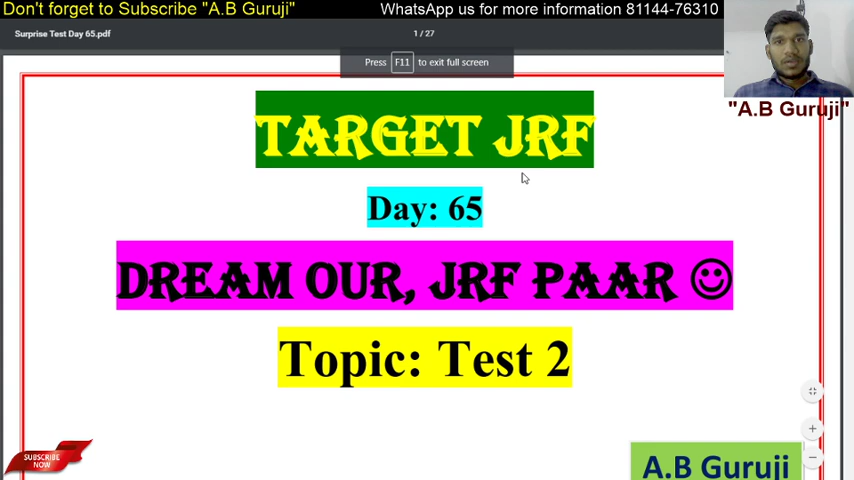 Don't forget to Subscribe "A.B Guruji"
WhatsApp us for more information 81144-76310
Surprise Test Day 65.pdf
1 / 27
Press F11 to exit full screen
"A.B Guruji"
TARGET JRF
Day: 65
DREAM OUR, JRF PAAR ☺
Topic: Test 2
SUBSCRIBE
NOW
A.B Guruji